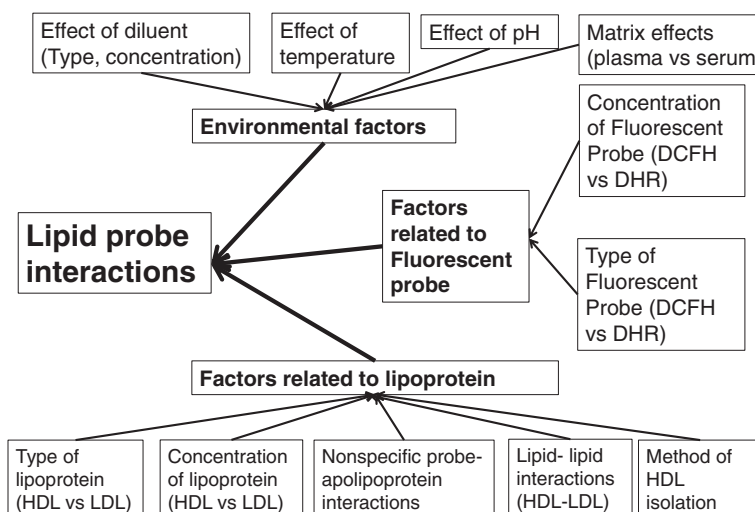 Effect of diluent
(Type, concentration)
Effect of
temperature
Effect of pH
Matrix effects
(plasma vs serum
Environmental factors
Concentration
of Fluorescent
Probe (DCFH
vs DHR)
Lipid probe
interactions
Factors
related to
Fluorescent
probe
Type of
Fluorescent
Probe (DCFH
vs DHR)
Factors related to lipoprotein
Type of
lipoprotein
(HDL vs LDL)
Concentration
of lipoprotein
(HDL vs LDL)
Nonspecific probe-
apolipoprotein
interactions
Lipid- lipid
interactions
(HDL-LDL)
Method of
HDL
isolation